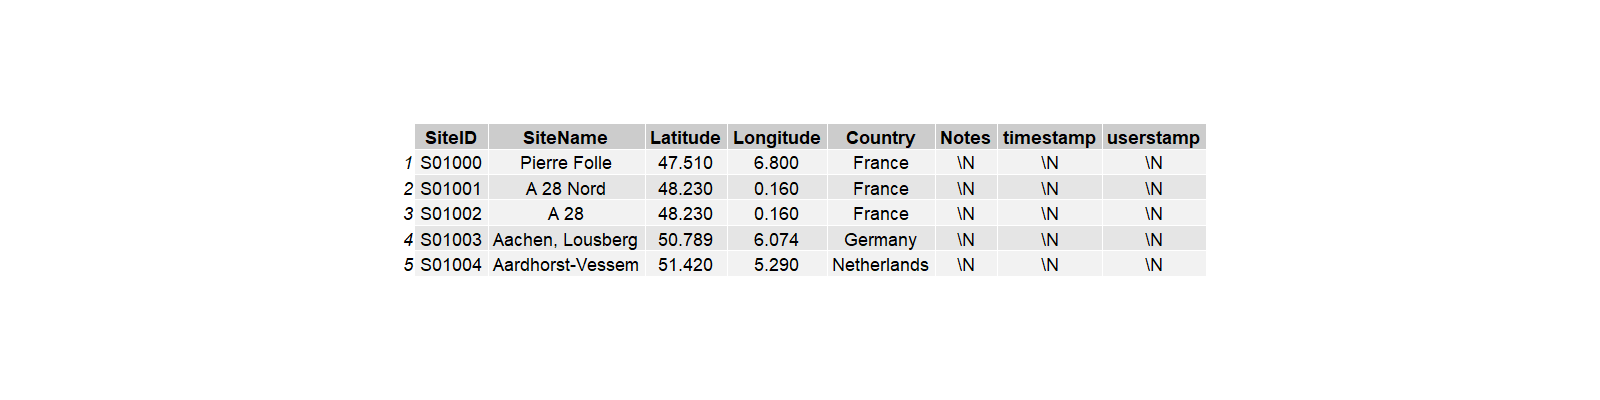 SiteID SiteName Latitude Longitude Country Notes timestamp userstamp
1 S01000 Pierre Folle 47.510 6.800 France \N \N \N
2 S01001 A 28 Nord 48.230 0.160 France \N \N \N
3 S01002 A 28 48.230 0.160 France \N \N \N
4 S01003 Aachen, Lousberg 50.789 6.074 Germany \N \N \N
5 S01004 Aardhorst-Vessem 51.420 5.290 Netherlands \N \N \N